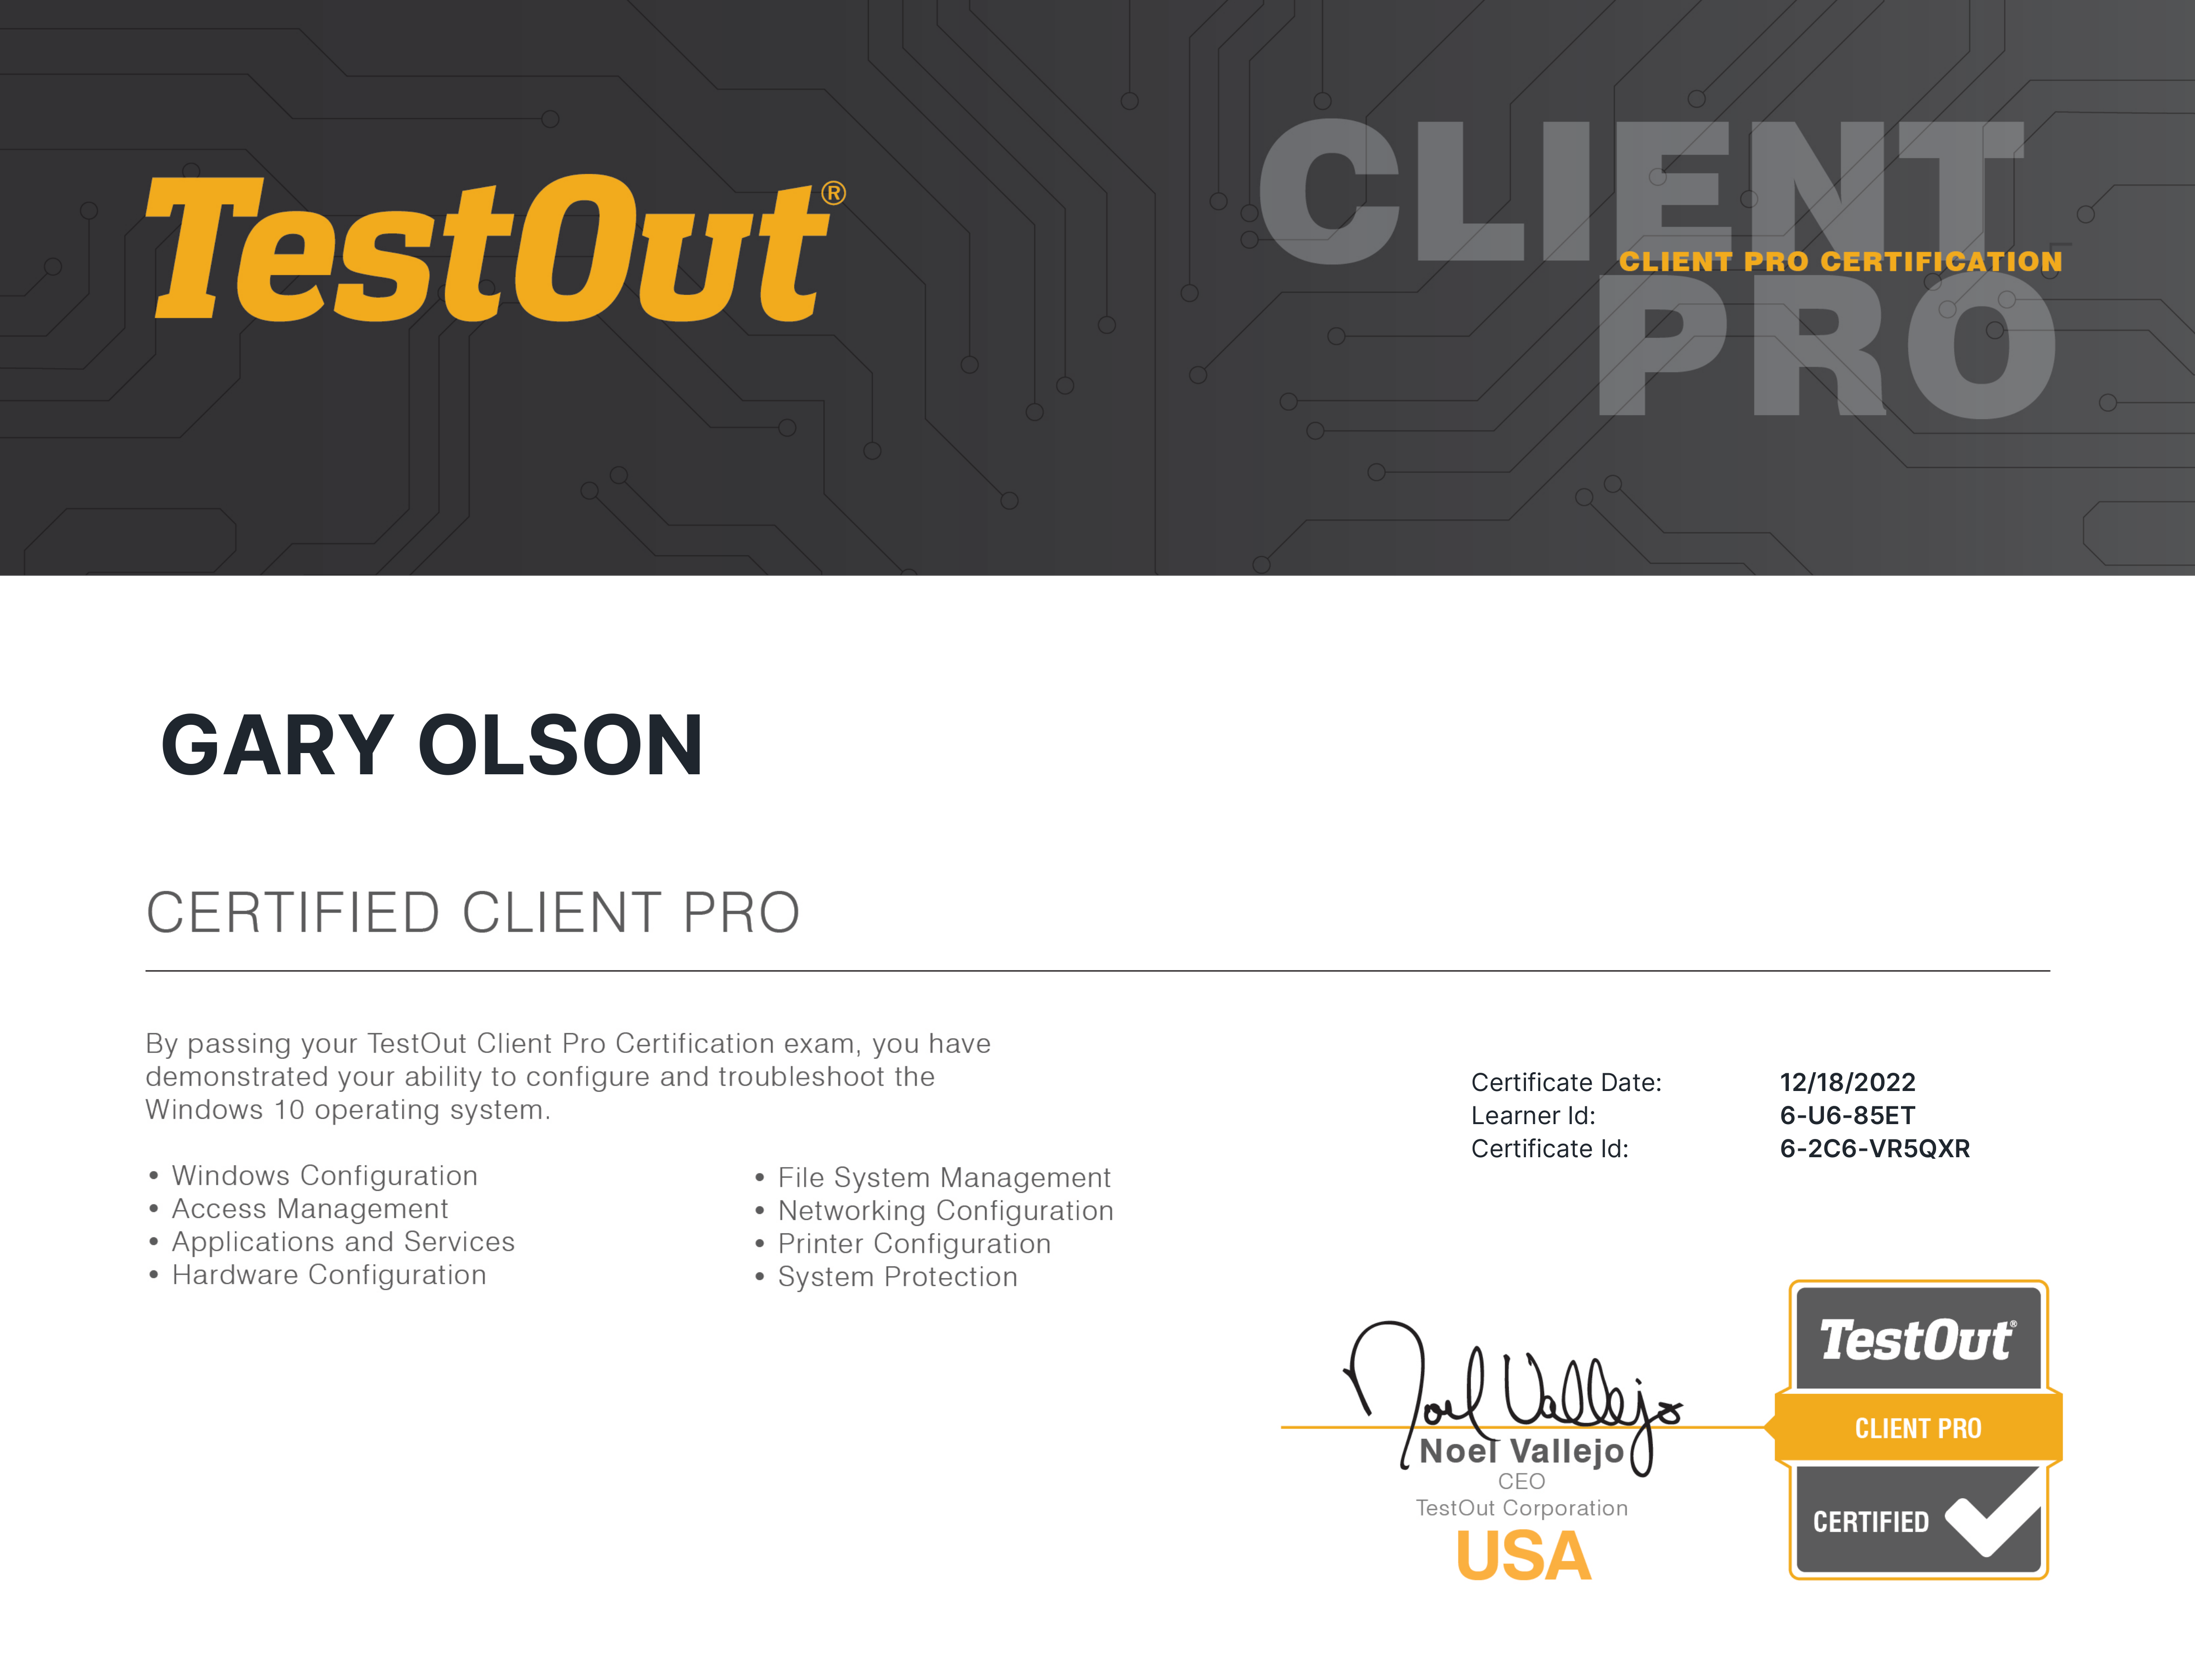 TestOut®
CLIENT
CLIENT PRO CERTIFICATION
PRO
GARY OLSON
CERTIFIED CLIENT PRO
By passing your TestOut Client Pro Certification exam, you have
demonstrated your ability to configure and troubleshoot the
Windows 10 operating system.
• Windows Configuration
• Access Management
• Applications and Services
• Hardware Configuration
• File System Management
• Networking Configuration
• Printer Configuration
• System Protection
Certificate Date: 12/18/2022
Learner Id: 6-U6-85ET
Certificate Id: 6-2C6-VR5QXR
Noel Vallejo
Noel Vallejo
CEO
TestOut Corporation
USA
TestOut®
CLIENT PRO
CERTIFIED